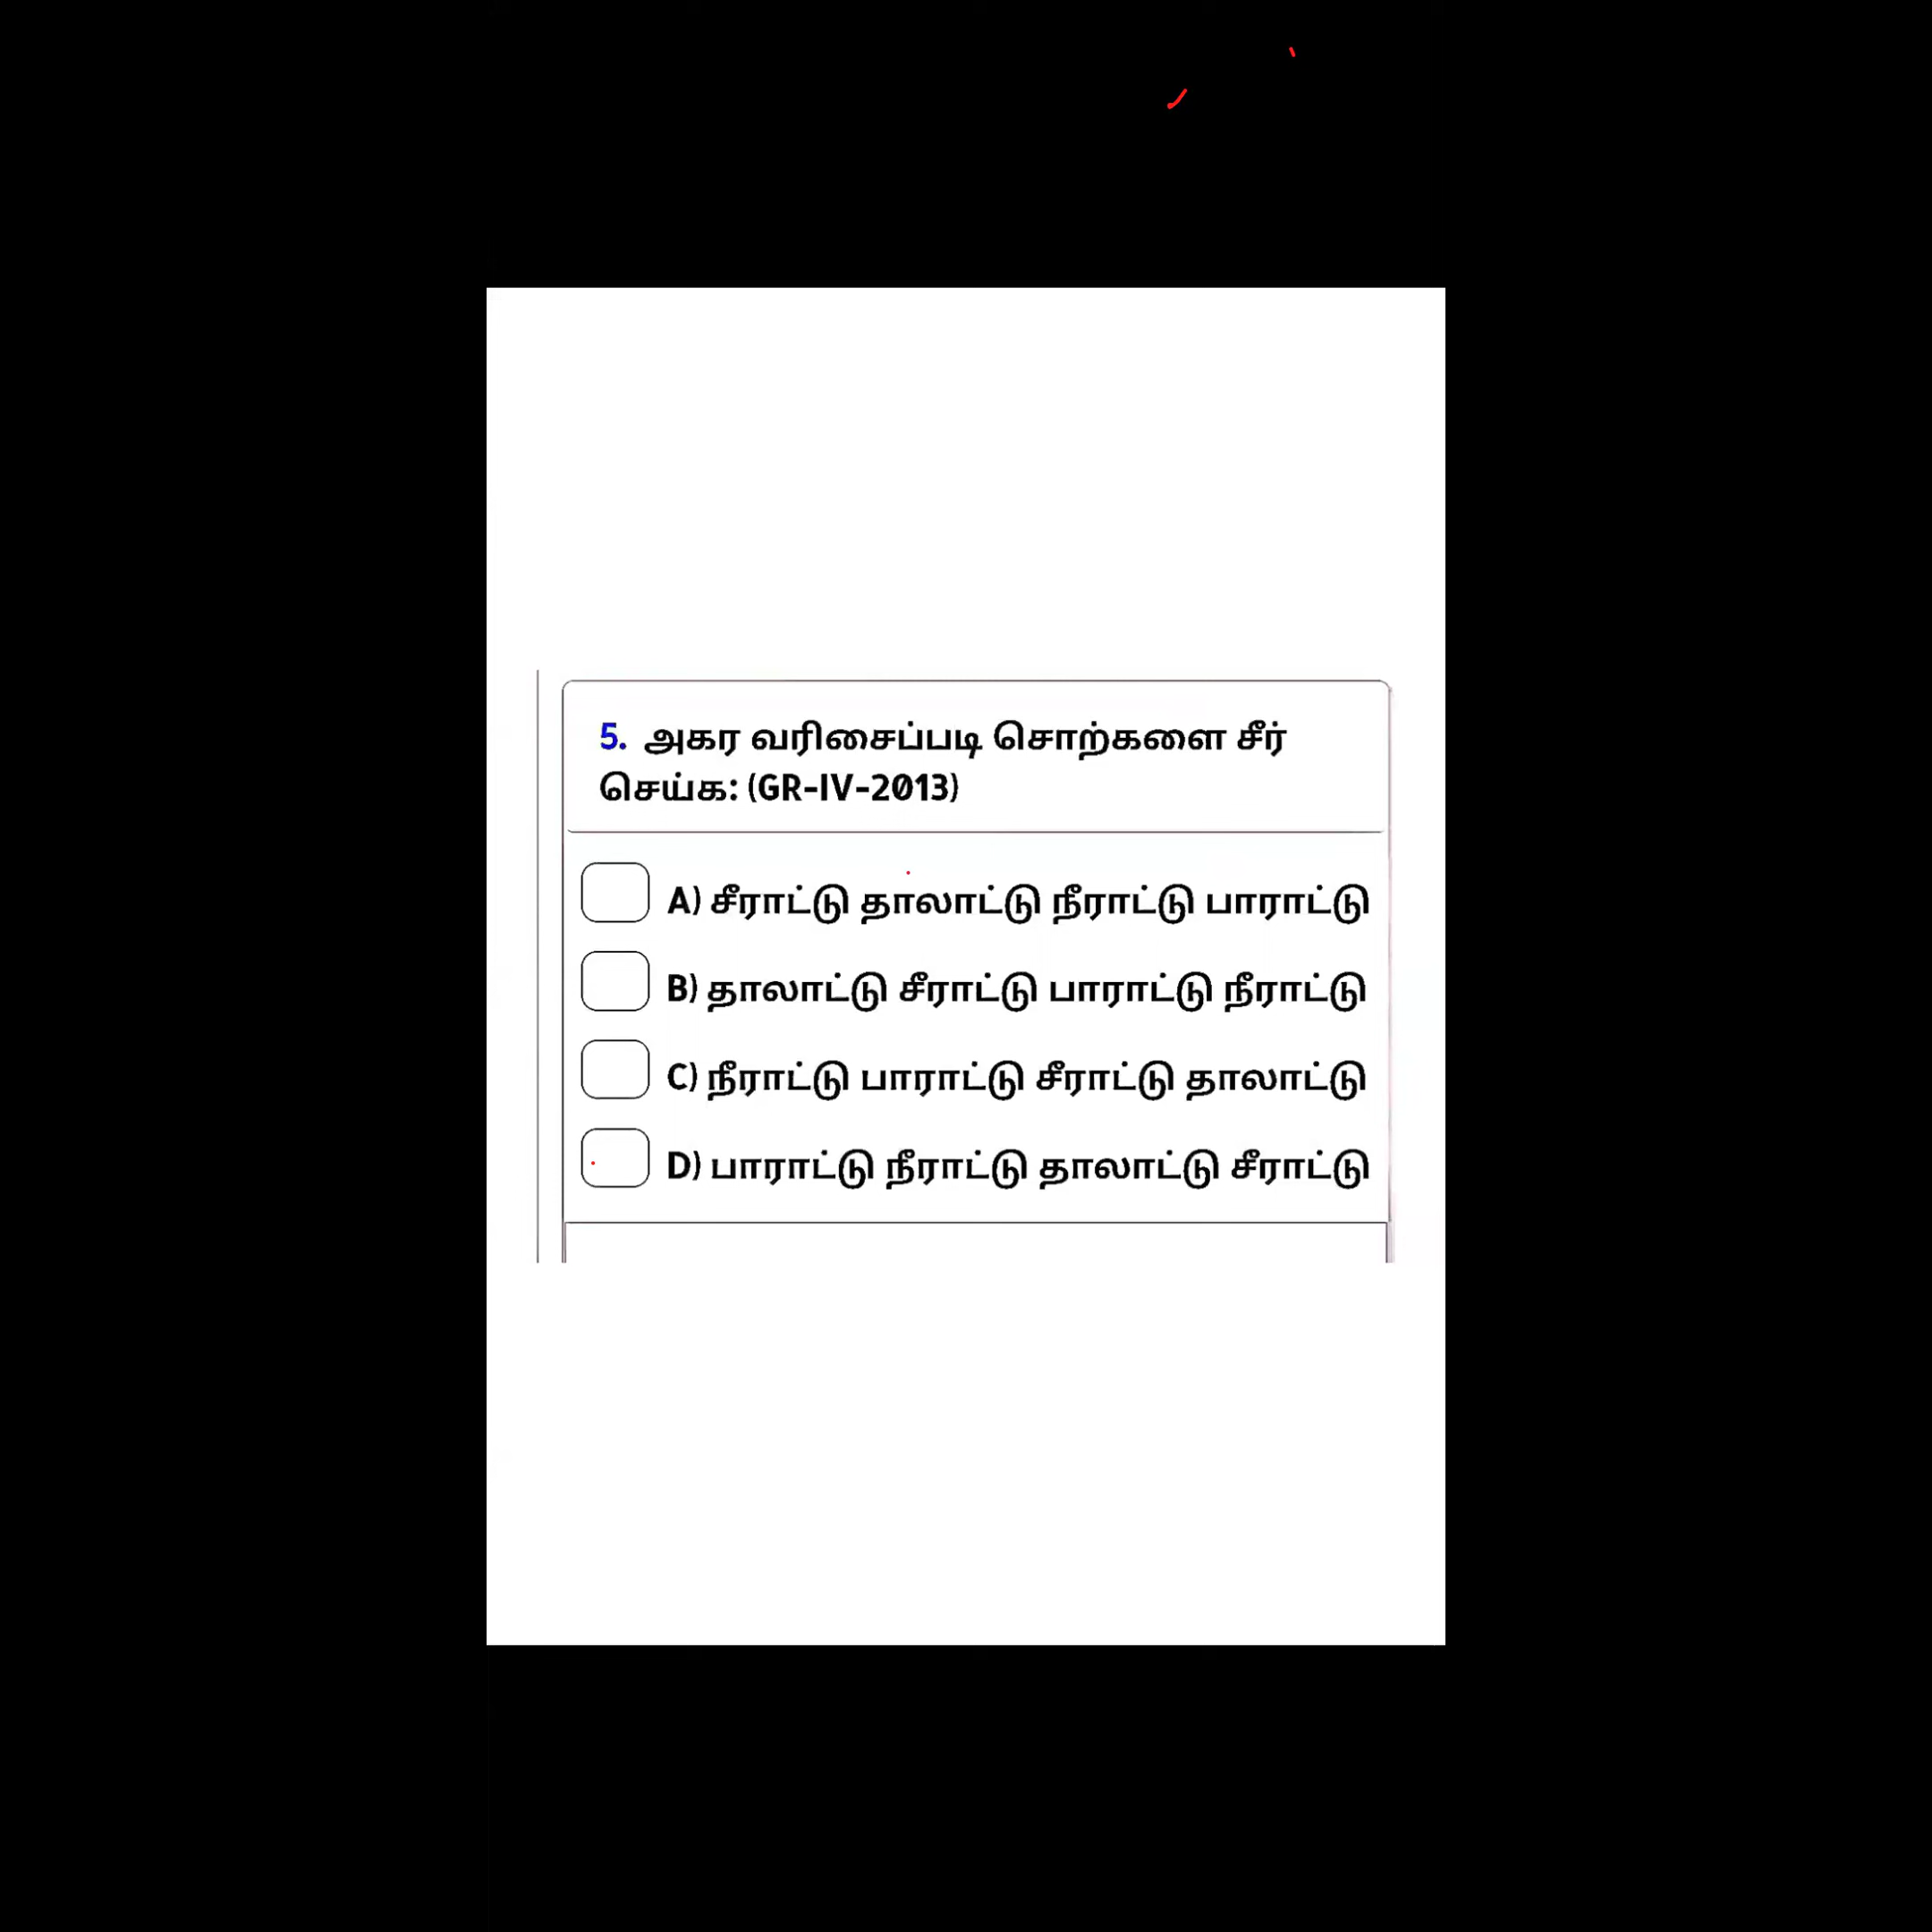 5. அகர வரிசைப்படி சொற்களை சீர்
செய்க: (GR-IV-2013)
A) சீராட்டு தாலாட்டு நீராட்டு பாராட்டு
B) தாலாட்டு சீராட்டு பாராட்டு நீராட்டு
C) நீராட்டு பாராட்டு சீராட்டு தாலாட்டு
D) பாராட்டு நீராட்டு தாலாட்டு சீராட்டு